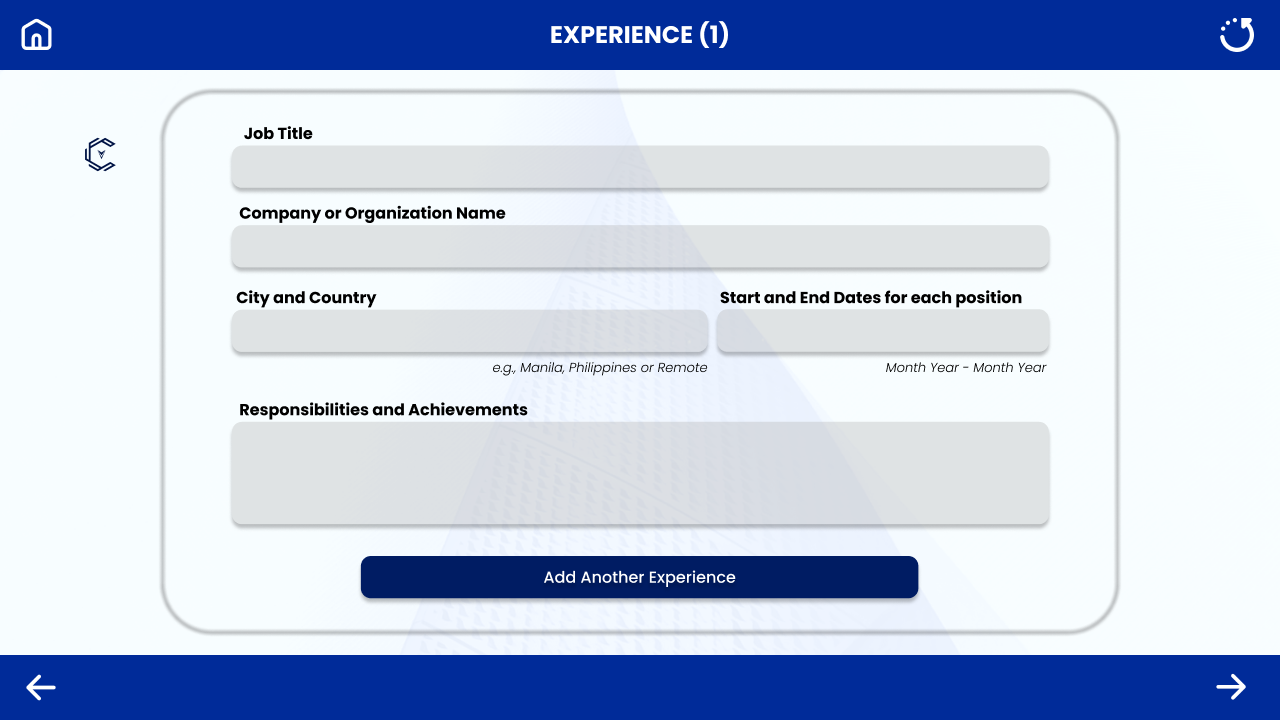 EXPERIENCE (1)
Job Title
Company or Organization Name
City and Country
Start and End Dates for each position
e.g., Manila, Philippines or Remote
Month Year - Month Year
Responsibilities and Achievements
Add Another Experience